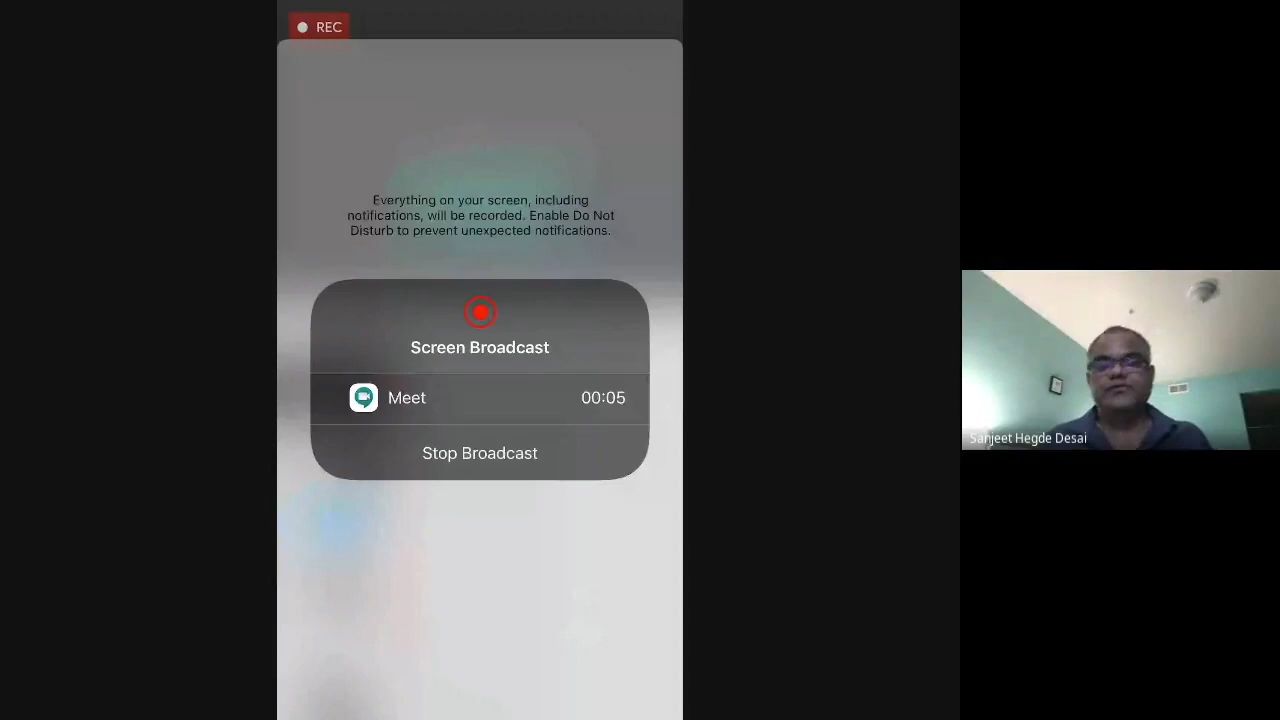 REC
Everything on your screen, including
notifications, will be recorded. Enable Do Not
Disturb to prevent unexpected notifications.
Screen Broadcast
Meet 00:05
Stop Broadcast
Sanjeet Hegde Desai